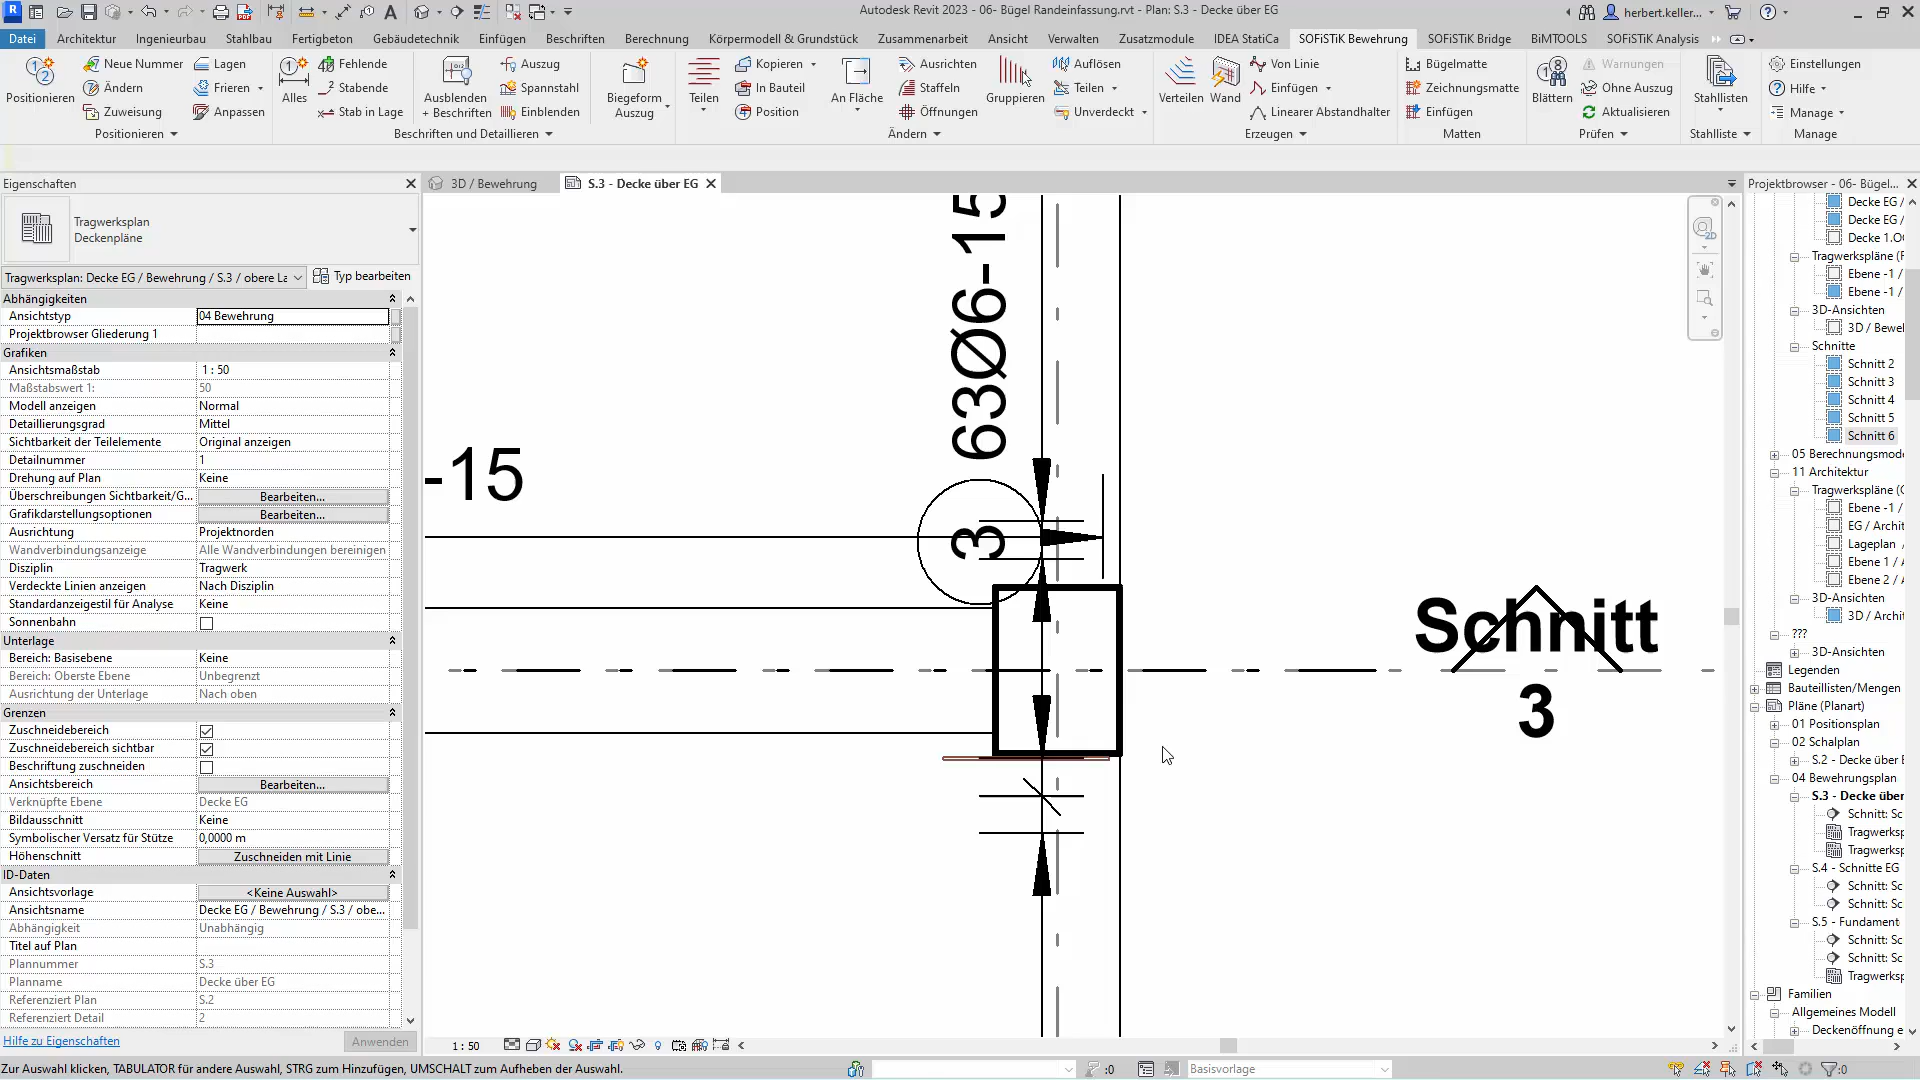 Autodesk Revit 2023 - 06- Bügel Randeinfassung.rvt - Plan: S.3 - Decke über EG
herbert.keller...
Datei Architektur Ingenieurbau Stahlbau Fertigbeton Gebäudetechnik Einfügen Beschriften Berechnung Körpermodell & Grundstück Zusammenarbeit Ansicht Verwalten Zusatzmodule IDEA StatiCa SOFiSTiK Bewehrung SOFiSTiK Bridge BiMTOOLS SOFiSTiK Analysis
Neue Nummer Lagen Fehlende Auszug Kopieren Ausrichten Auflösen Von Linie Bügelmatte Warnungen Einstellungen
Positionieren Ändern Frieren Alles Stabende Ausblenden + Beschriften Spannstahl Biegeform Auszug Teilen In Bauteil An Fläche Staffeln Gruppieren Teilen Verteilen Wand Einfügen Zeichnungsmatte Blättern Ohne Auszug Stahllisten Hilfe
Zuweisung Anpassen Stab in Lage Einblenden Position Öffnungen Unverdeckt Linearer Abstandhalter Einfügen Aktualisieren Manage
Positionieren Beschriften und Detaillieren Ändern Erzeugen Matten Prüfen Stahlliste Manage
Eigenschaften
3D / Bewehrung
S.3 - Decke über EG
Projektbrowser - 06- Bügel...
Tragwerksplan
Deckenpläne
Tragwerksplan: Decke EG / Bewehrung / S.3 / obere La
Typ bearbeiten
Abhängigkeiten
Ansichtstyp 04 Bewehrung
Projektbrowser Gliederung 1
Grafiken
Ansichtsmaßstab 1 : 50
Maßstabswert 1: 50
Modell anzeigen Normal
Detaillierungsgrad Mittel
Sichtbarkeit der Teilelemente Original anzeigen
Detailnummer 1
Drehung auf Plan Keine
Überschreibungen Sichtbarkeit/G... Bearbeiten...
Grafikdarstellungsoptionen Bearbeiten...
Ausrichtung Projektnorden
Wandverbindungsanzeige Alle Wandverbindungen bereinigen
Disziplin Tragwerk
Verdeckte Linien anzeigen Nach Disziplin
Standardanzeigestil für Analyse Keine
Sonnenbahn
Unterlage
Bereich: Basisebene Keine
Bereich: Oberste Ebene Unbegrenzt
Ausrichtung der Unterlage Nach oben
Grenzen
Zuschneidebereich
Zuschneidebereich sichtbar
Beschriftung zuschneiden
Ansichtsbereich Bearbeiten...
Verknüpfte Ebene Decke EG
Bildausschnitt Keine
Symbolischer Versatz für Stütze 0,0000 m
Höhenschnitt Zuschneiden mit Linie
ID-Daten
Ansichtsvorlage <Keine Auswahl>
Ansichtsname Decke EG / Bewehrung / S.3 / obe...
Abhängigkeit Unabhängig
Titel auf Plan
Plannummer S.3
Planname Decke über EG
Referenziert Plan S.2
Referenziert Detail 2
Hilfe zu Eigenschaften
Anwenden
63Ø6-15
-15
3
Schnitt
3
Decke EG /
Decke EG /
Decke 1.O
Tragwerkspläne (F
Ebene -1 /
Ebene -1 /
3D-Ansichten
3D / Bewe
Schnitte
Schnitt 2
Schnitt 3
Schnitt 4
Schnitt 5
Schnitt 6
05 Berechnungsmode
11 Architektur
Tragwerkspläne (
Ebene -1 /
EG / Archit
Lageplan
Ebene 1 /
Ebene 2 /
3D-Ansichten
3D / Archit
???
3D-Ansichten
Legenden
Bauteillisten/Mengen
Pläne (Planart)
01 Positionsplan
02 Schalplan
S.2 - Decke über E
04 Bewehrungsplan
S.3 - Decke über
Schnitt: Sc
Tragwerksp
Tragwerksp
S.4 - Schnitte EG
Schnitt: Sc
Schnitt: Sc
S.5 - Fundament
Schnitt: Sc
Schnitt: Sc
Tragwerksp
Familien
Allgemeines Modell
Deckenöffnung e
1 : 50
Zur Auswahl klicken, TABULATOR für andere Auswahl, STRG zum Hinzufügen, UMSCHALT zum Aufheben der Auswahl.
:0
Basisvorlage
:0